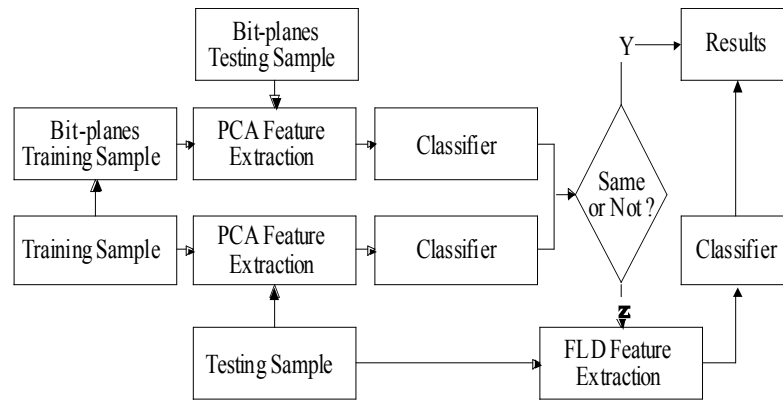 Bit-planes
Testing Sample
Y
Results
Bit-planes
Training Sample
PCA Feature
Extraction
Classifier
Same
or Not ?
Training Sample
PCA Feature
Extraction
Classifier
Classifier
Z
Testing Sample
FLD Feature
Extraction